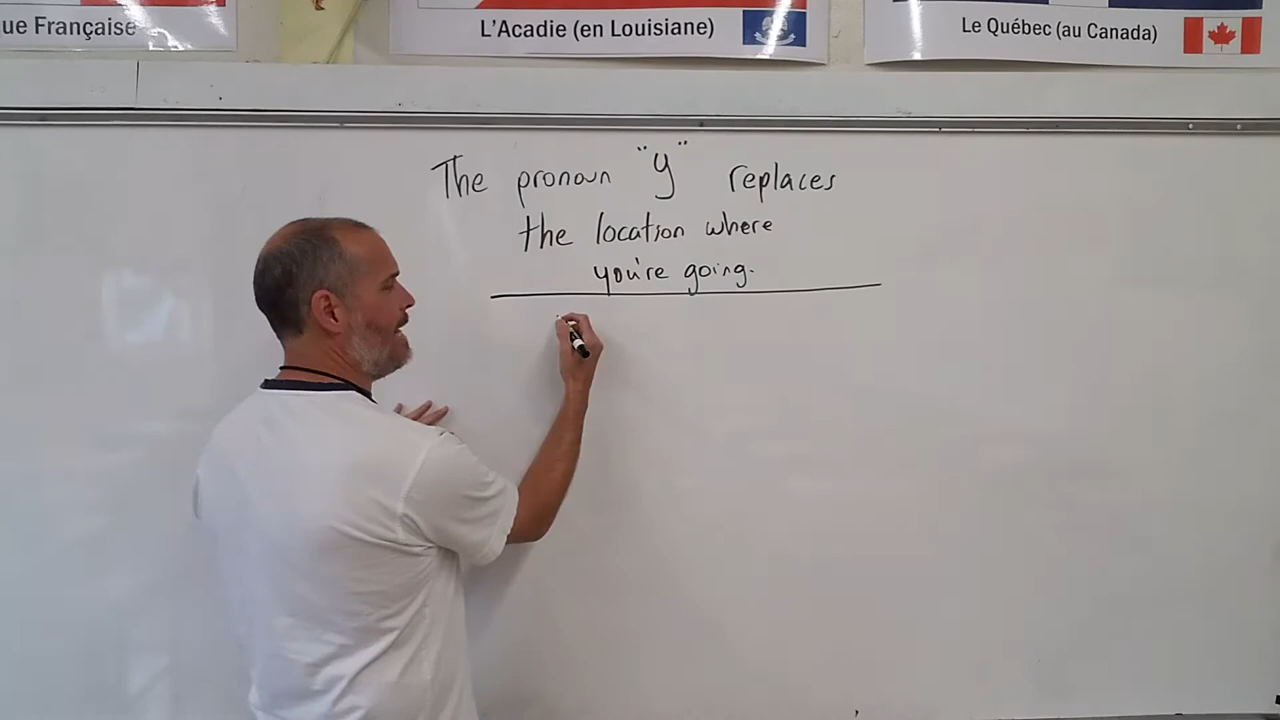 ue Française
L'Acadie (en Louisiane)
Le Québec (au Canada)
The pronoun "y" replaces
the location where
you're going.